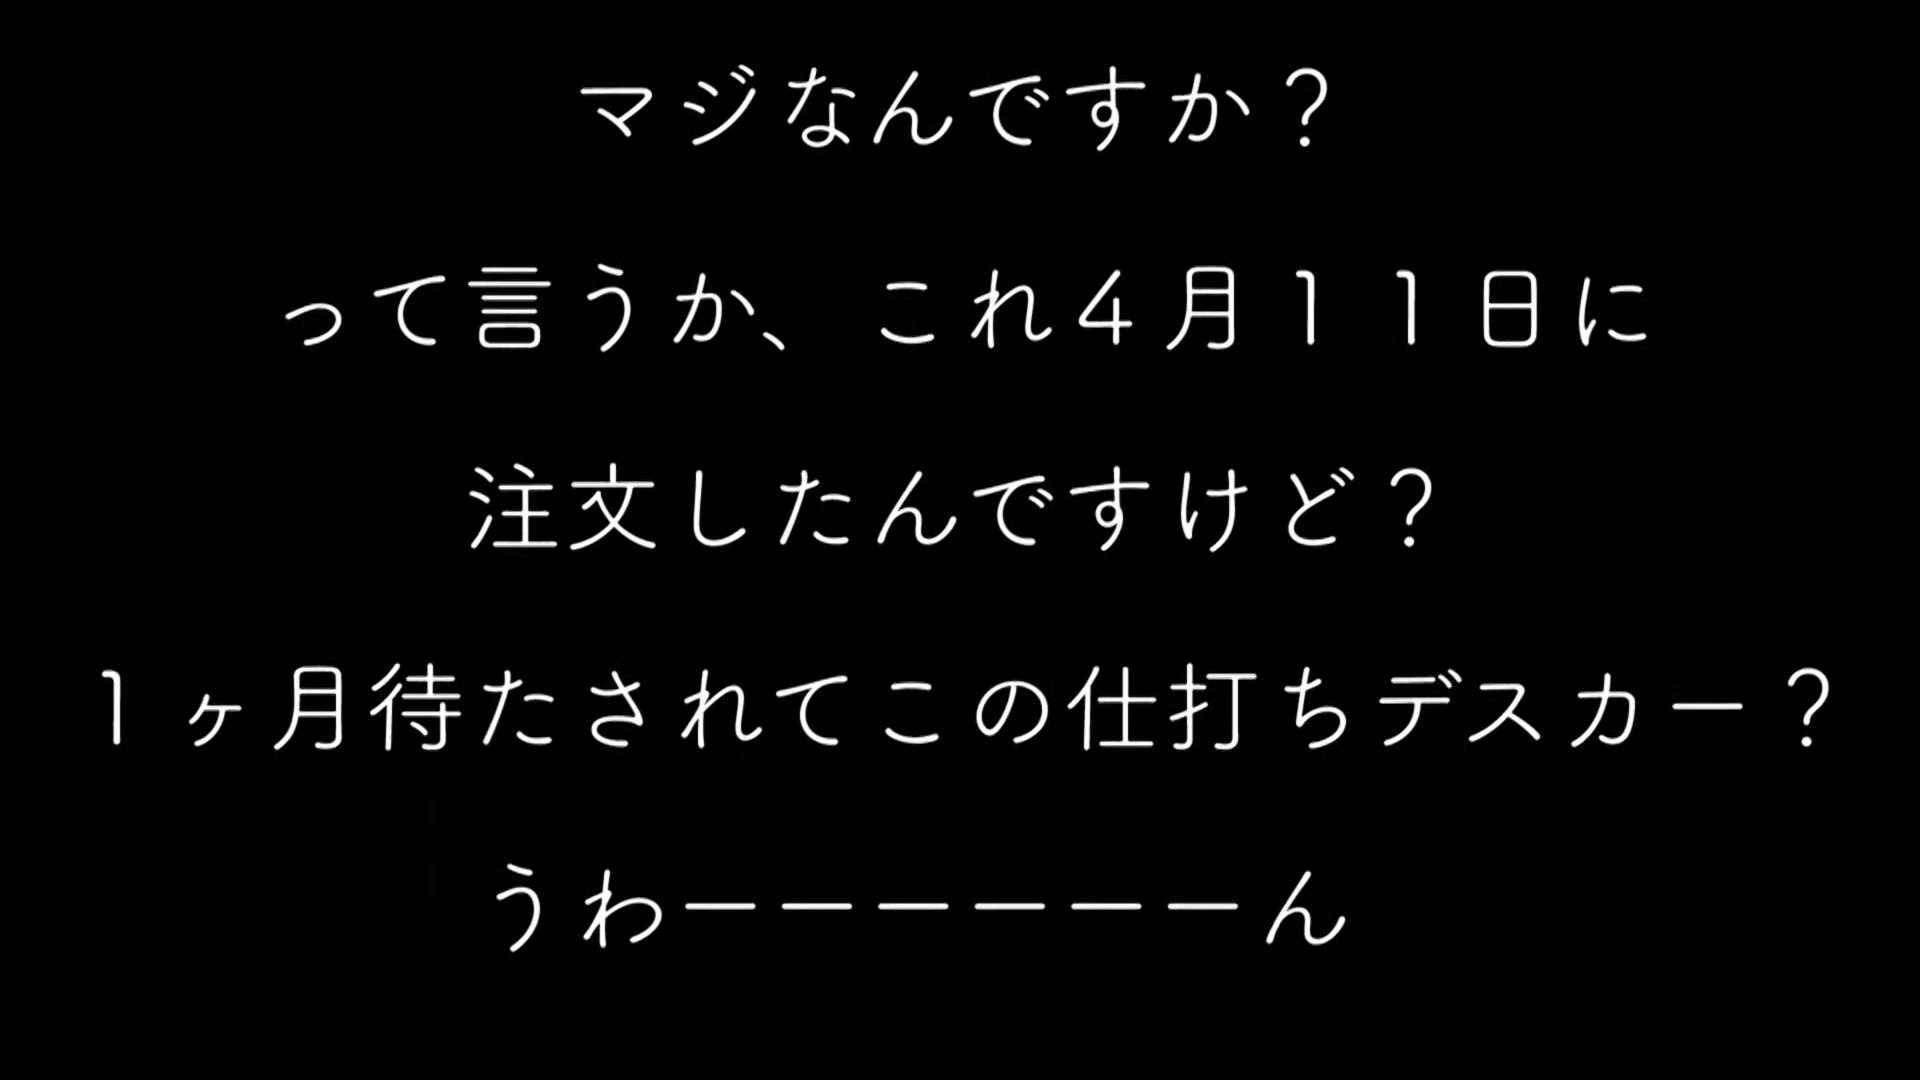 マジなんですか？
って言うか、これ４月１１日に
注文したんですけど？
１ヶ月待たされてこの仕打ちデスカー？
うわーーーーーーん